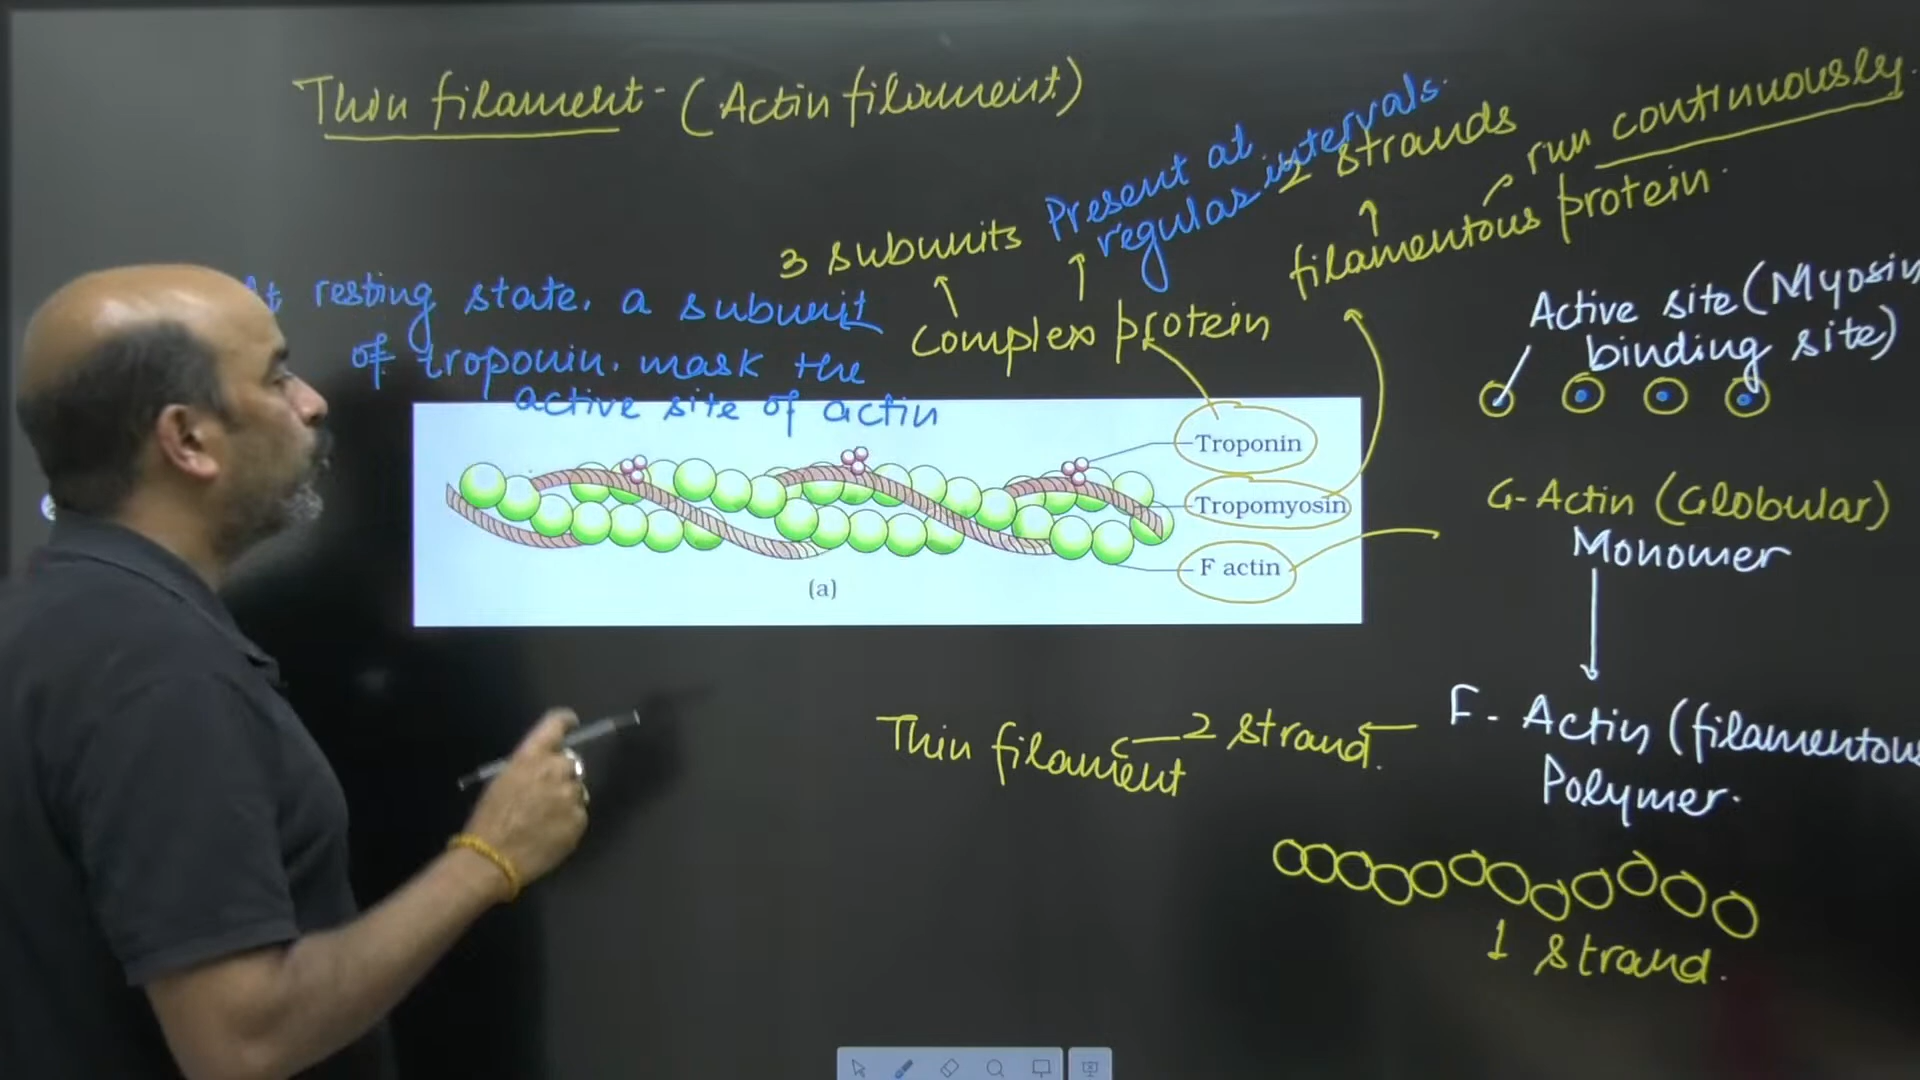 Thin filament - (Actin filament)
Present at
regular intervals.
2 strands
run continuously.
filamentous protein.
3 subunits
complex protein
At resting state, a subunit
of troponin. mask the
active site of actin
Active site (Myosin
binding site)
Troponin
Tropomyosin
F actin
(a)
G-Actin (Globular)
Monomer
F - Actin (filamentous
Polymer.
2 strand.
Thin filament
1 strand.